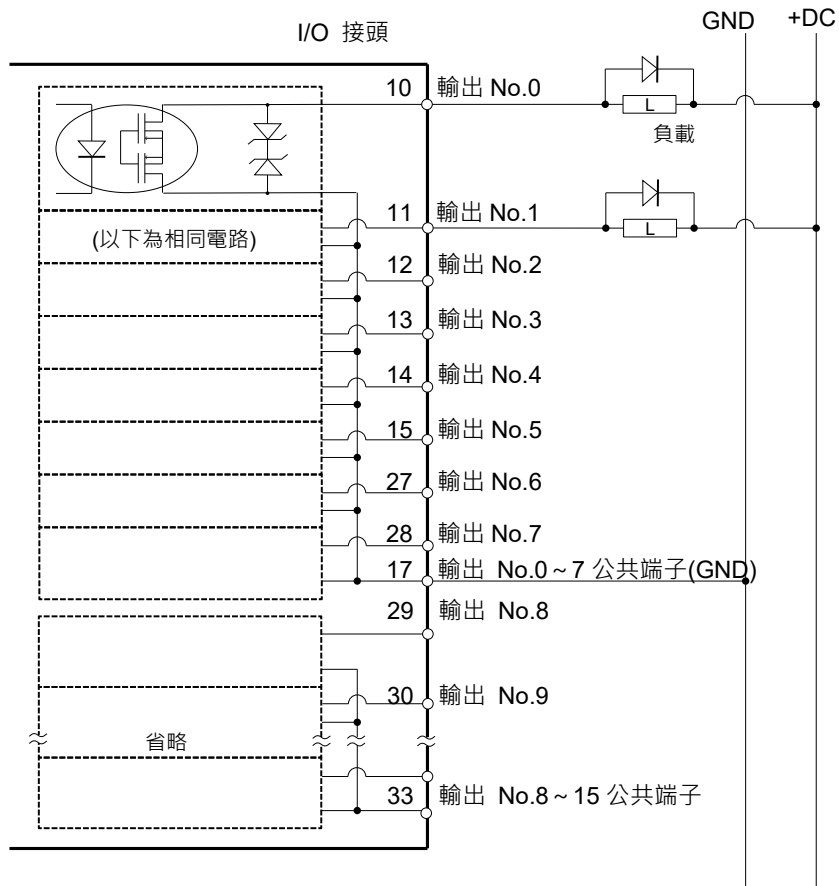 GND +DC
I/O 接頭
10 輸出 No.0
L
負載
11 輸出 No.1
L
(以下為相同電路)
12 輸出 No.2
13 輸出 No.3
14 輸出 No.4
15 輸出 No.5
27 輸出 No.6
28 輸出 No.7
17 輸出 No.0~7 公共端子(GND)
29 輸出 No.8
30 輸出 No.9
省略
33 輸出 No.8~15 公共端子